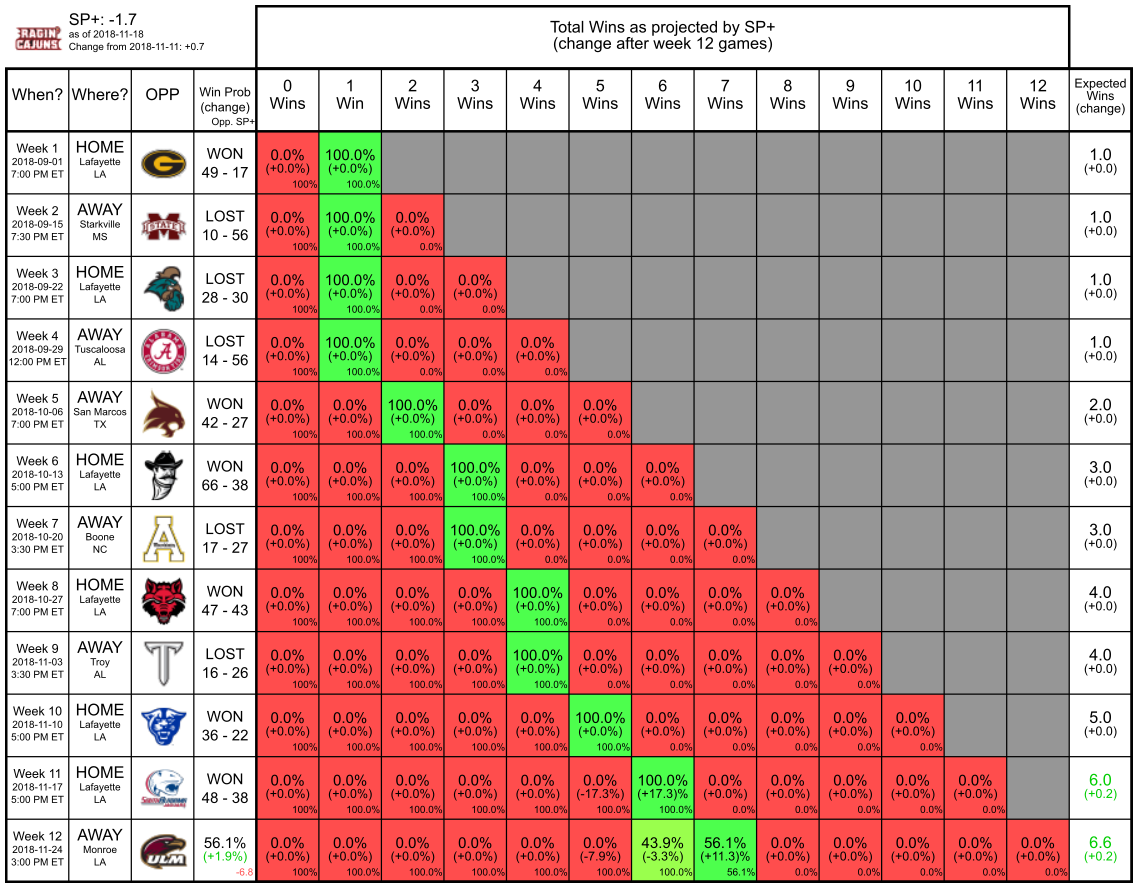 RAGIN'
CAJUNS
SP+: -1.7
as of 2018-11-18
Change from 2018-11-11: +0.7
Total Wins as projected by SP+
(change after week 12 games)
When? Where? OPP Win Prob (change) Opp. SP+ 0 Wins 1 Win 2 Wins 3 Wins 4 Wins 5 Wins 6 Wins 7 Wins 8 Wins 9 Wins 10 Wins 11 Wins 12 Wins Expected Wins (change)
Week 1 HOME G WON 0.0% 100.0% 1.0
2018-09-01 Lafayette 49 - 17 (+0.0%) (+0.0%) (+0.0)
7:00 PM ET LA 100% 100.0%
Week 2 AWAY STATE LOST 0.0% 100.0% 0.0% 1.0
2018-09-15 Starkville 10 - 56 (+0.0%) (+0.0%) (+0.0%) (+0.0)
7:30 PM ET MS 100% 100.0% 0.0%
Week 3 HOME LOST 0.0% 100.0% 0.0% 0.0% 1.0
2018-09-22 Lafayette 28 - 30 (+0.0%) (+0.0%) (+0.0%) (+0.0%) (+0.0)
7:00 PM ET LA 100% 100.0% 0.0% 0.0%
Week 4 AWAY ALABAMA A CRIMSON TIDE LOST 0.0% 100.0% 0.0% 0.0% 0.0% 1.0
2018-09-29 Tuscaloosa 14 - 56 (+0.0%) (+0.0%) (+0.0%) (+0.0%) (+0.0%) (+0.0)
12:00 PM ET AL 100% 100.0% 0.0% 0.0% 0.0%
Week 5 AWAY WON 0.0% 0.0% 100.0% 0.0% 0.0% 0.0% 2.0
2018-10-06 San Marcos 42 - 27 (+0.0%) (+0.0%) (+0.0%) (+0.0%) (+0.0%) (+0.0%) (+0.0)
7:00 PM ET TX 100% 100.0% 100.0% 0.0% 0.0% 0.0%
Week 6 HOME WON 0.0% 0.0% 0.0% 100.0% 0.0% 0.0% 0.0% 3.0
2018-10-13 Lafayette 66 - 38 (+0.0%) (+0.0%) (+0.0%) (+0.0%) (+0.0%) (+0.0%) (+0.0%) (+0.0)
5:00 PM ET LA 100% 100.0% 100.0% 100.0% 0.0% 0.0% 0.0%
Week 7 AWAY A LOST 0.0% 0.0% 0.0% 100.0% 0.0% 0.0% 0.0% 0.0% 3.0
2018-10-20 Boone 17 - 27 (+0.0%) (+0.0%) (+0.0%) (+0.0%) (+0.0%) (+0.0%) (+0.0%) (+0.0%) (+0.0)
3:30 PM ET NC 100% 100.0% 100.0% 100.0% 0.0% 0.0% 0.0% 0.0%
Week 8 HOME WON 0.0% 0.0% 0.0% 0.0% 100.0% 0.0% 0.0% 0.0% 0.0% 4.0
2018-10-27 Lafayette 47 - 43 (+0.0%) (+0.0%) (+0.0%) (+0.0%) (+0.0%) (+0.0%) (+0.0%) (+0.0%) (+0.0%) (+0.0)
7:00 PM ET LA 100% 100.0% 100.0% 100.0% 100.0% 0.0% 0.0% 0.0% 0.0%
Week 9 AWAY T LOST 0.0% 0.0% 0.0% 0.0% 100.0% 0.0% 0.0% 0.0% 0.0% 0.0% 4.0
2018-11-03 Troy 16 - 26 (+0.0%) (+0.0%) (+0.0%) (+0.0%) (+0.0%) (+0.0%) (+0.0%) (+0.0%) (+0.0%) (+0.0%) (+0.0)
3:30 PM ET AL 100% 100.0% 100.0% 100.0% 100.0% 0.0% 0.0% 0.0% 0.0% 0.0%
Week 10 HOME WON 0.0% 0.0% 0.0% 0.0% 0.0% 100.0% 0.0% 0.0% 0.0% 0.0% 0.0% 5.0
2018-11-10 Lafayette 36 - 22 (+0.0%) (+0.0%) (+0.0%) (+0.0%) (+0.0%) (+0.0%) (+0.0%) (+0.0%) (+0.0%) (+0.0%) (+0.0%) (+0.0)
5:00 PM ET LA 100% 100.0% 100.0% 100.0% 100.0% 100.0% 0.0% 0.0% 0.0% 0.0% 0.0%
Week 11 HOME WON 0.0% 0.0% 0.0% 0.0% 0.0% 0.0% 100.0% 0.0% 0.0% 0.0% 0.0% 0.0% 6.0
2018-11-17 Lafayette 48 - 38 (+0.0%) (+0.0%) (+0.0%) (+0.0%) (+0.0%) (-17.3%) (+17.3)% (+0.0%) (+0.0%) (+0.0%) (+0.0%) (+0.0%) (+0.2)
5:00 PM ET LA 100% 100.0% 100.0% 100.0% 100.0% 100.0% 100.0% 0.0% 0.0% 0.0% 0.0% 0.0%
Week 12 AWAY ULM 56.1% 0.0% 0.0% 0.0% 0.0% 0.0% 0.0% 43.9% 56.1% 0.0% 0.0% 0.0% 0.0% 0.0% 6.6
2018-11-24 Monroe (+1.9%) (+0.0%) (+0.0%) (+0.0%) (+0.0%) (+0.0%) (-7.9%) (-3.3%) (+11.3)% (+0.0%) (+0.0%) (+0.0%) (+0.0%) (+0.0%) (+0.2)
3:00 PM ET LA -6.8 100% 100.0% 100.0% 100.0% 100.0% 100.0% 100.0% 56.1% 0.0% 0.0% 0.0% 0.0% 0.0%